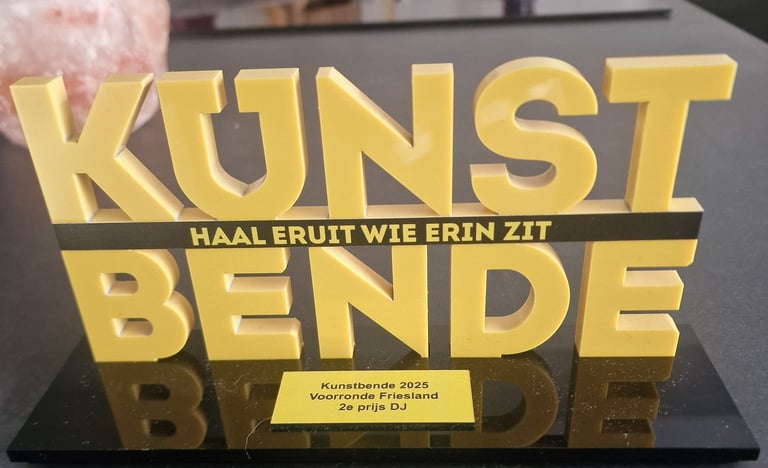 KUNST
HAAL ERUIT WIE ERIN ZIT
BENDE
Kunstbende 2025
Voorronde Friesland
2e prijs DJ